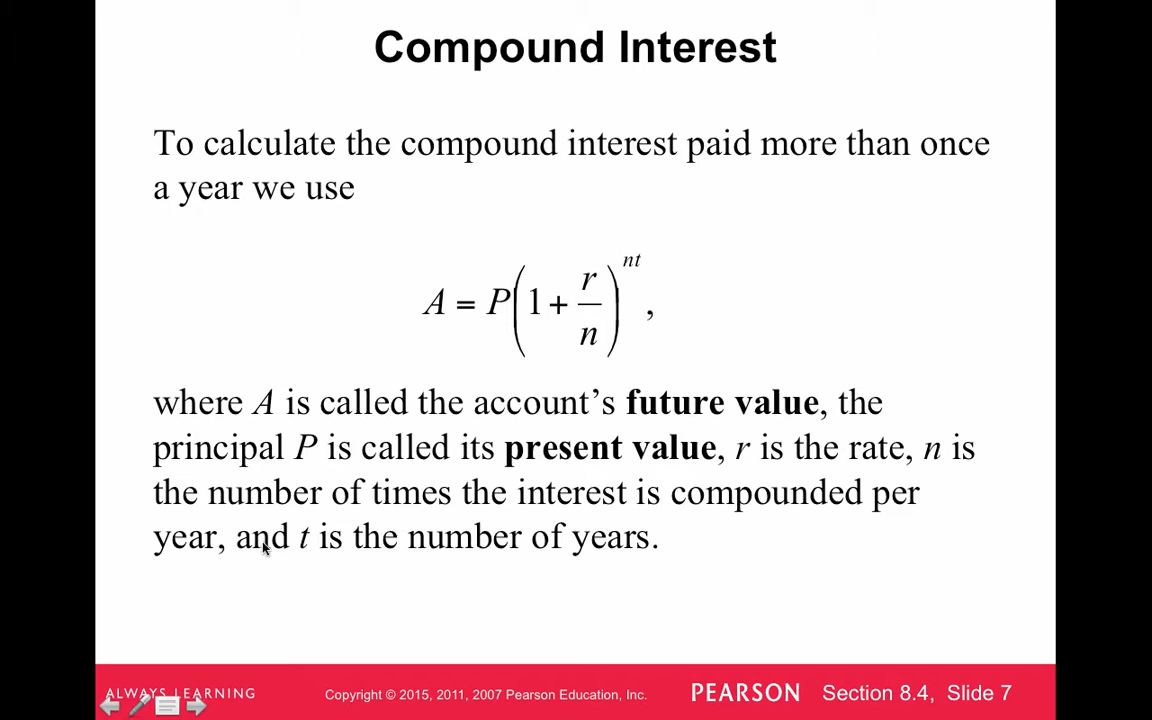 Compound Interest
To calculate the compound interest paid more than once
a year we use
A = P(1 + r/n)^{nt},
where A is called the account’s future value, the
principal P is called its present value, r is the rate, n is
the number of times the interest is compounded per
year, and t is the number of years.
ALWAYS LEARNING
Copyright © 2015, 2011, 2007 Pearson Education, Inc.
PEARSON
Section 8.4, Slide 7